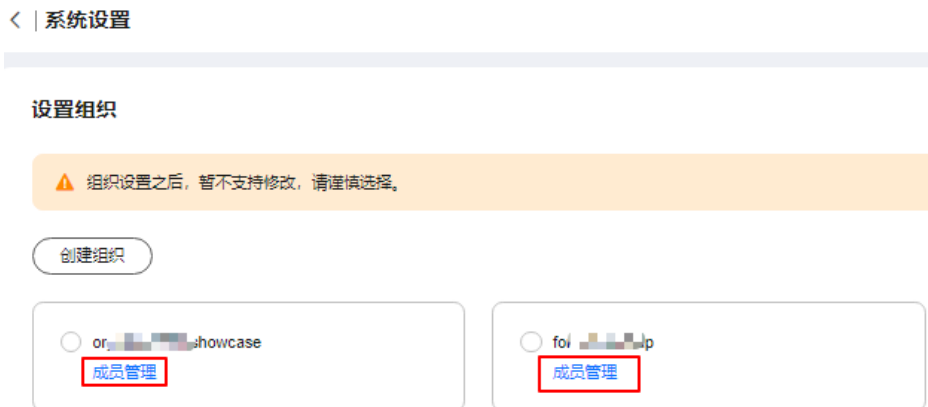 系统设置
设置组织
组织设置之后，暂不支持修改，请谨慎选择。
创建组织
showcase
成员管理
成员管理